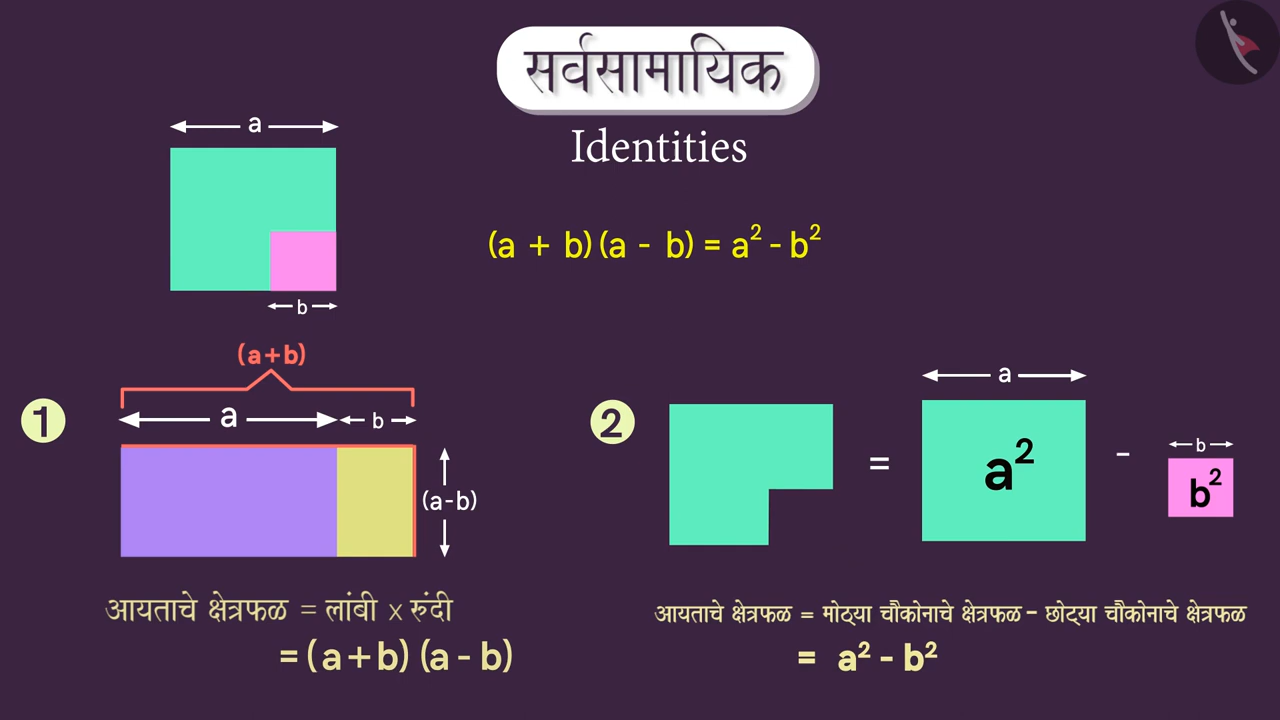 सर्वसामायिक
Identities
a
(a + b) (a - b) = a² - b²
b
(a+b)
1
a
b
(a-b)
आयताचे क्षेत्रफळ = लांबी x रुंदी
= (a+b) (a - b)
2
=
a
a²
-
b
b²
आयताचे क्षेत्रफळ = मोठ्या चौकोनाचे क्षेत्रफळ - छोट्या चौकोनाचे क्षेत्रफळ
= a² - b²